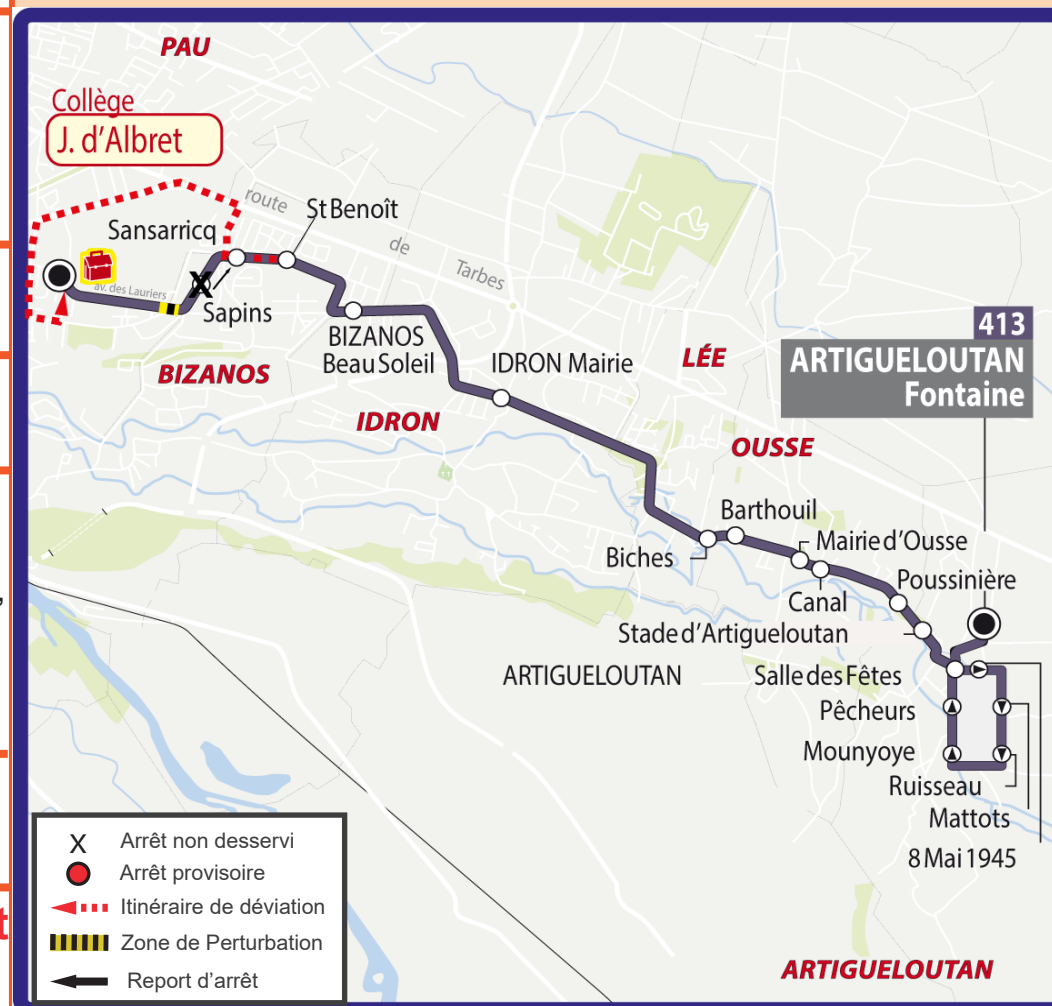 PAU
Collège
J. d'Albret
route
de
Tarbes
St Benoît
Sansarricq
av. des Lauriers
Sapins
BIZANOS
Beau Soleil
BIZANOS
IDRON Mairie
LÉE
413
ARTIGUELOUTAN
Fontaine
IDRON
OUSSE
Barthouil
Biches
Mairie d'Ousse
Poussinière
Canal
Stade d'Artigueloutan
ARTIGUELOUTAN
Salle des Fêtes
Pêcheurs
Mounyoye
Ruisseau
Mattots
8 Mai 1945
X Arrêt non desservi
Arrêt provisoire
Itinéraire de déviation
Zone de Perturbation
Report d'arrêt
ARTIGUELOUTAN
,
t